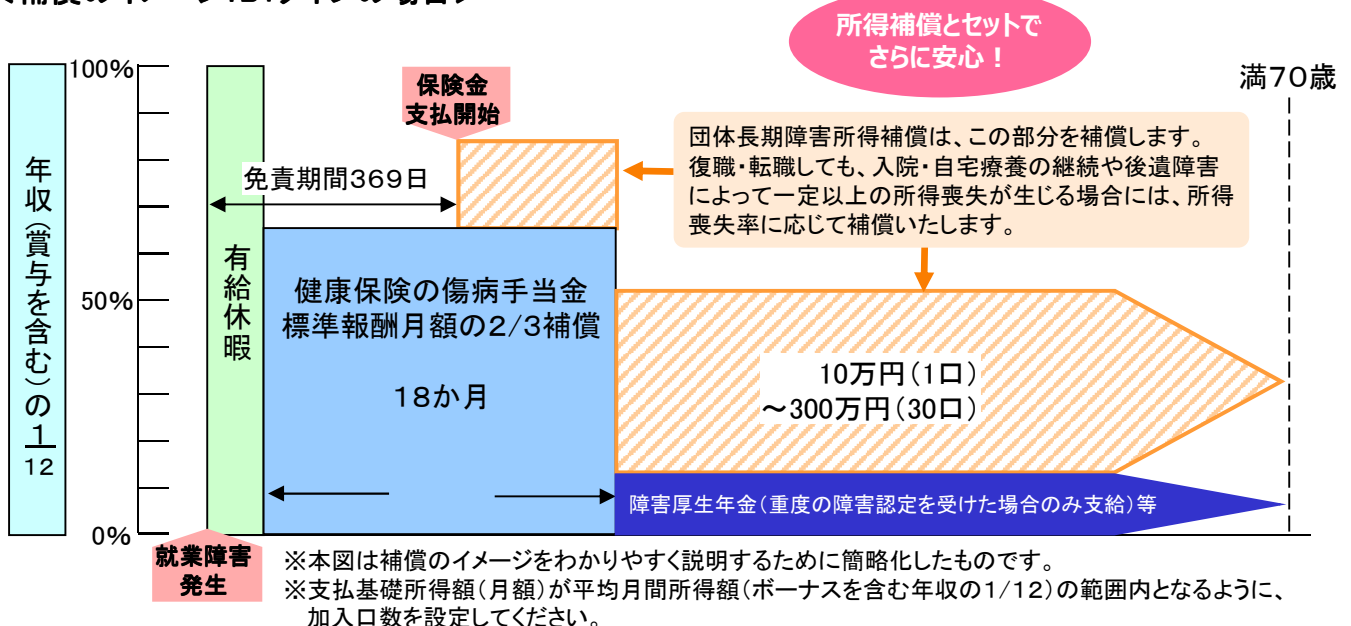 所得補償とセットで
さらに安心！
100%
50%
0%
年収（賞与を含む）の1/12
保険金
支払開始
満70歳
団体長期障害所得補償は、この部分を補償します。
復職・転職しても、入院・自宅療養の継続や後遺障害
によって一定以上の所得喪失が生じる場合には、所得
喪失率に応じて補償いたします。
免責期間369日
有給休暇
健康保険の傷病手当金
標準報酬月額の2/3補償
18か月
10万円（1口）
～300万円（30口）
障害厚生年金（重度の障害認定を受けた場合のみ支給）等
就業障害
発生
※本図は補償のイメージをわかりやすく説明するために簡略化したものです。
※支払基礎所得額（月額）が平均月間所得額（ボーナスを含む年収の1/12）の範囲内となるように、
加入口数を設定してください。